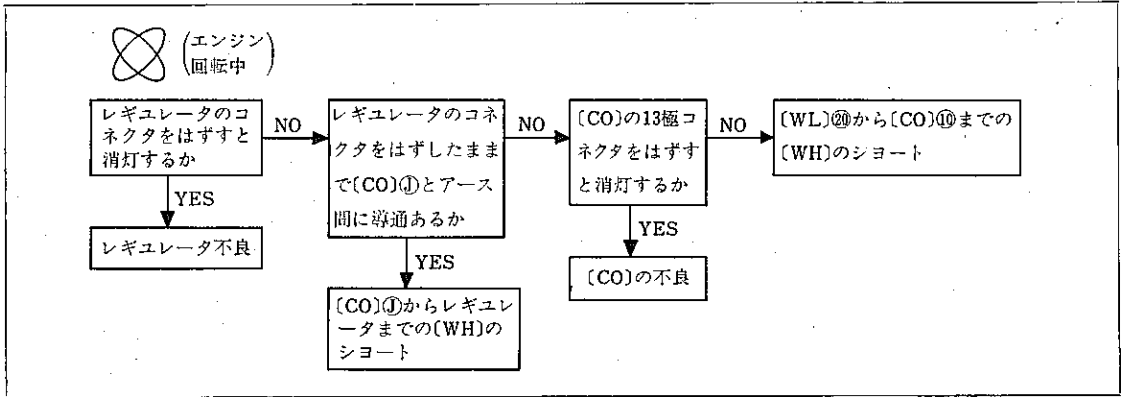 (エンジン
回転中)
レギュレータのコ
ネクタをはずすと
消灯するか
NO
YES
レギュレータ不良
レギュレータのコネ
クタをはずしたまま
で〔CO〕Ⓙとアース
間に導通あるか
NO
YES
〔CO〕Ⓙからレギュレ
ータまでの〔WH〕の
ショート
〔CO〕の13極コ
ネクタをはずす
と消灯するか
NO
YES
〔CO〕の不良
〔WL〕⑳から〔CO〕⑩までの
〔WH〕のショート